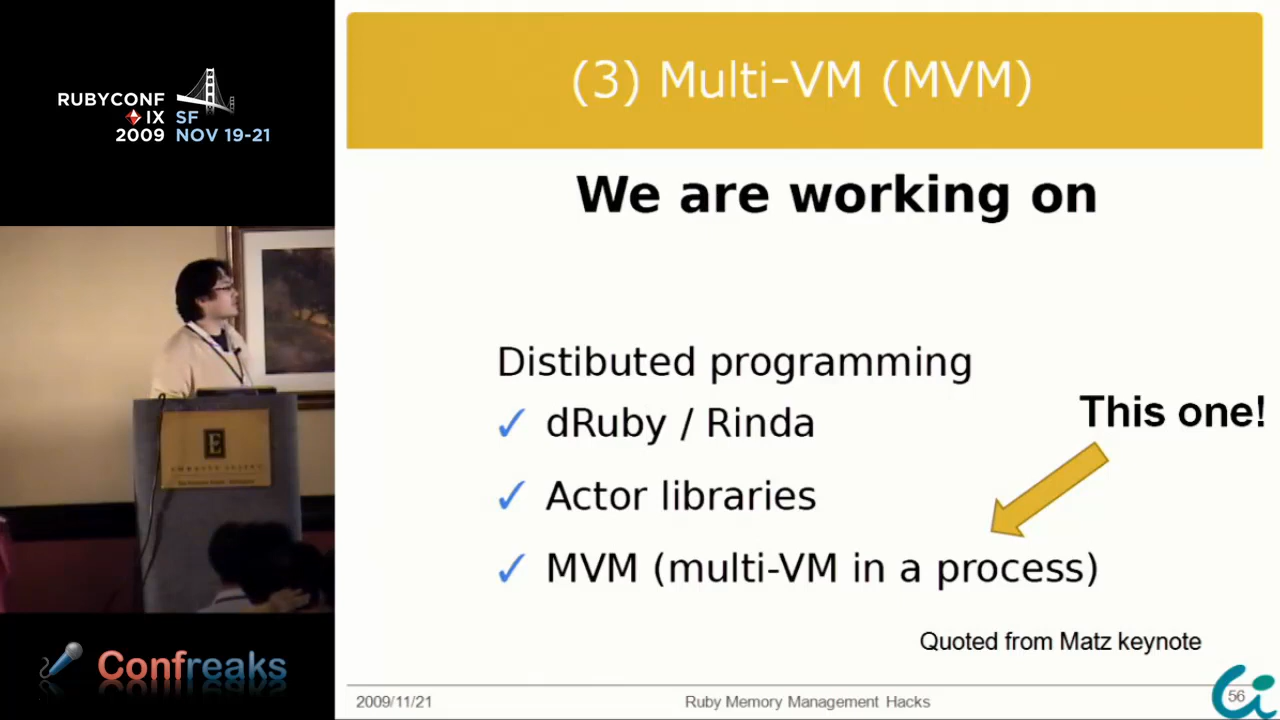 RUBYCONF
IX SF
2009 NOV 19-21
(3) Multi-VM (MVM)
We are working on
Distibuted programming
✓ dRuby / Rinda
This one!
✓ Actor libraries
✓ MVM (multi-VM in a process)
Quoted from Matz keynote
E
EMBASSY SUITES
Confreaks
2009/11/21
Ruby Memory Management Hacks
56